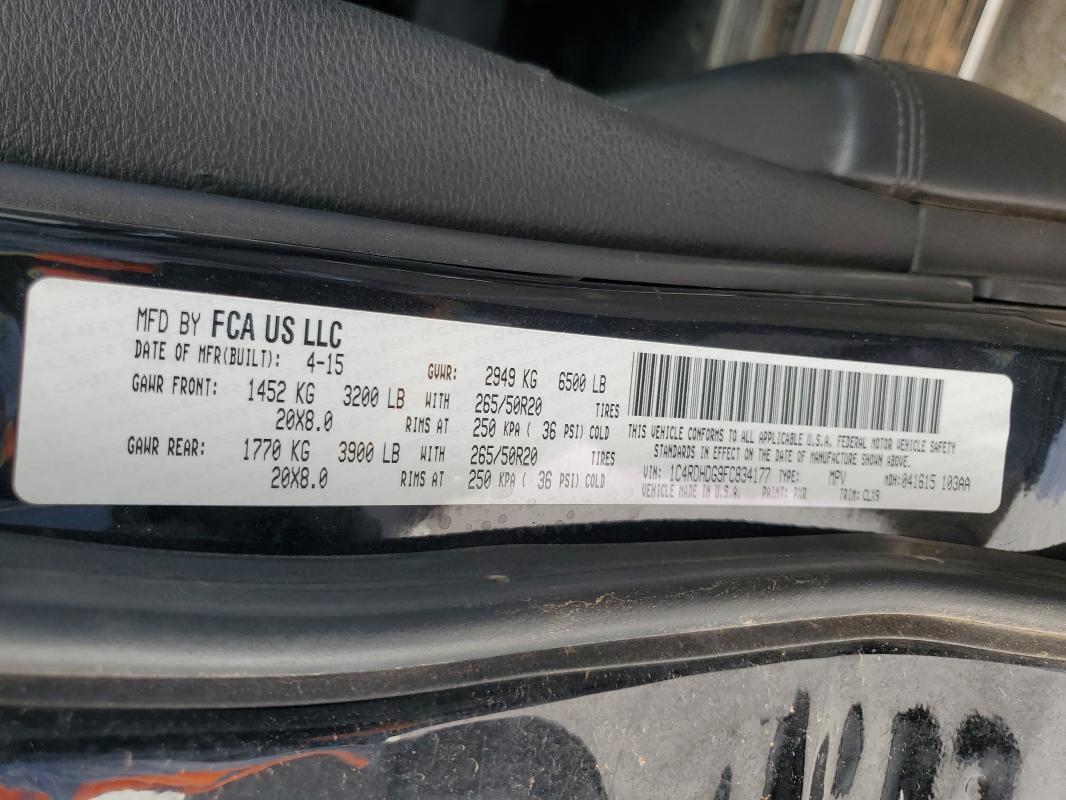 MFD BY FCA US LLC
DATE OF MFR(BUILT): 4-15 GVWR: 2949 KG 6500 LB
GAWR FRONT: 1452 KG 3200 LB WITH 265/50R20 TIRES
20X8.0 RIMS AT 250 KPA ( 36 PSI) COLD
GAWR REAR: 1770 KG 3900 LB WITH 265/50R20 TIRES
20X8.0 RIMS AT 250 KPA ( 36 PSI) COLD
THIS VEHICLE CONFORMS TO ALL APPLICABLE U.S.A. FEDERAL MOTOR VEHICLE SAFETY
STANDARDS IN EFFECT ON THE DATE OF MANUFACTURE SHOWN ABOVE.
VIN: 1C4RDHDG9FC834177 TYPE: MPV MDH:041615 103AA
VEHICLE MADE IN U.S.A. PAINT: PXR TRIM: CLX9